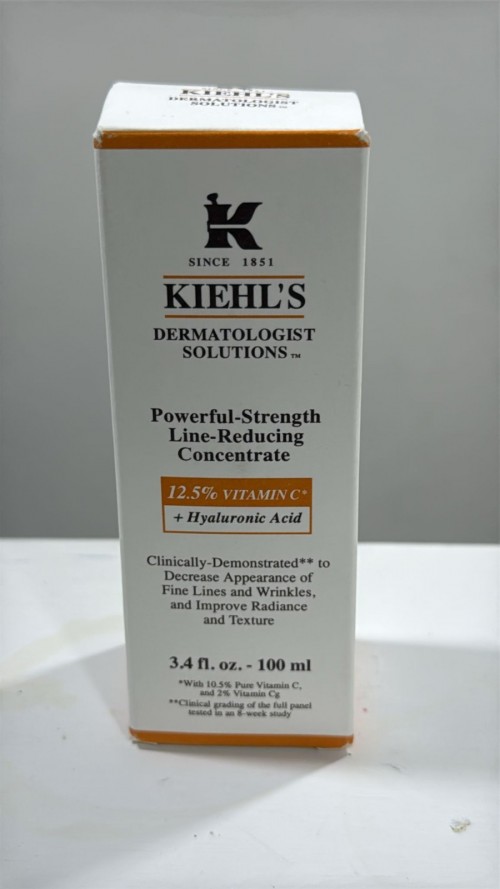 KIEHL'S
DERMATOLOGIST
SOLUTIONS™
K
SINCE 1851
KIEHL'S
DERMATOLOGIST
SOLUTIONS™
Powerful-Strength
Line-Reducing
Concentrate
12.5% VITAMIN C*
+ Hyaluronic Acid
Clinically-Demonstrated** to
Decrease Appearance of
Fine Lines and Wrinkles,
and Improve Radiance
and Texture
3.4 fl. oz. - 100 ml
*With 10.5% Pure Vitamin C,
and 2% Vitamin Cg
**Clinical grading of the full panel
tested in an 8-week study